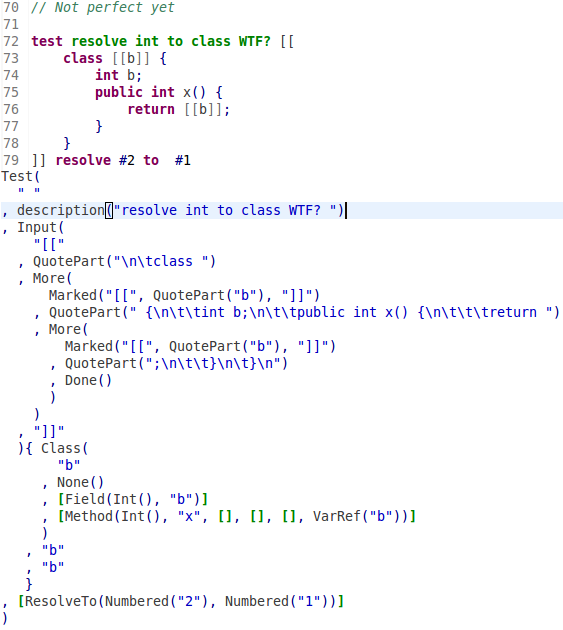 70 // Not perfect yet
71
72 test resolve int to class WTF? [[
73     class [[b]] {
74         int b;
75         public int x() {
76             return [[b]];
77         }
78     }
79 ]] resolve #2 to  #1
Test(
  " "
, description("resolve int to class WTF? ")
, Input(
    "[["
  , QuotePart("\n\tclass ")
  , More(
      Marked("[[", QuotePart("b"), "]]")
    , QuotePart(" {\n\t\tint b;\n\t\tpublic int x() {\n\t\t\treturn ")
    , More(
        Marked("[[", QuotePart("b"), "]]")
      , QuotePart(";\n\t\t}\n\t}\n")
      , Done()
      )
    )
  , "]]"
  ){ Class(
       "b"
     , None()
     , [Field(Int(), "b")]
     , [Method(Int(), "x", [], [], [], VarRef("b"))]
     )
   , "b"
   , "b"
   }
, [ResolveTo(Numbered("2"), Numbered("1"))]
)